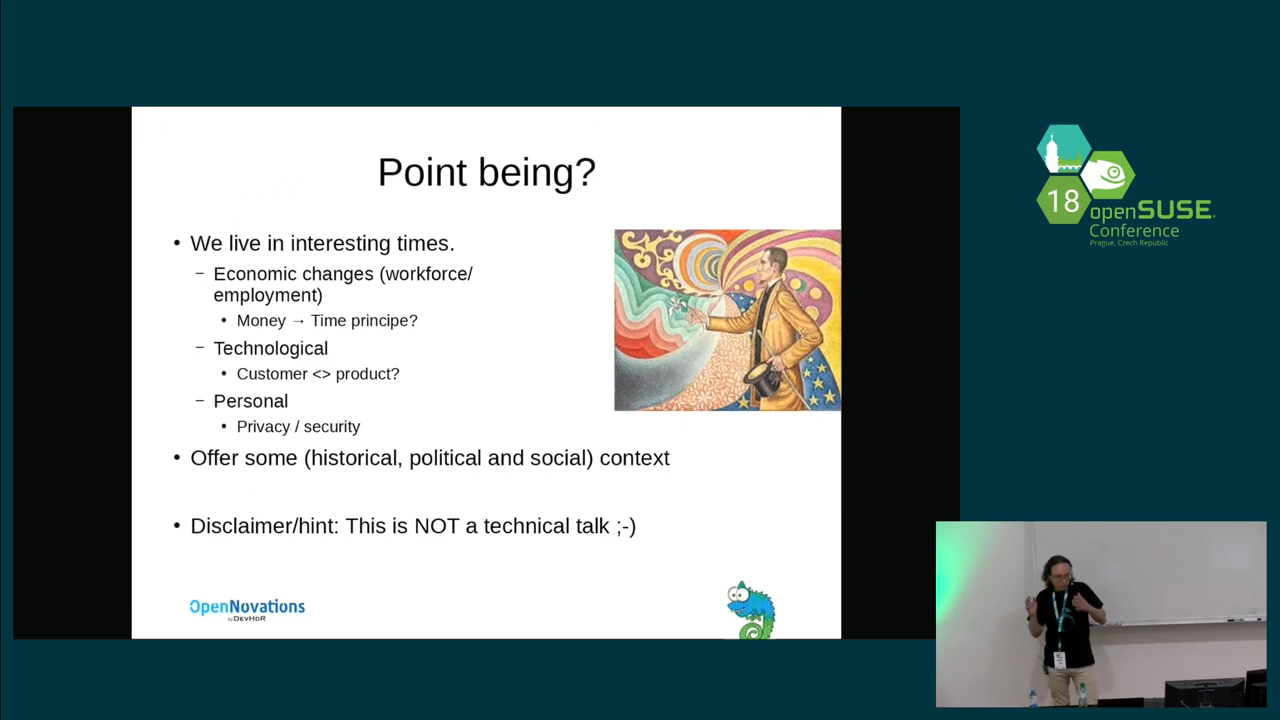 Point being?
• We live in interesting times.
– Economic changes (workforce/
employment)
• Money → Time principe?
– Technological
• Customer <> product?
– Personal
• Privacy / security
• Offer some (historical, political and social) context
• Disclaimer/hint: This is NOT a technical talk ;-)
OpenNovations
by DEVHDR
18
openSUSE
Conference
Prague, Czech Republic